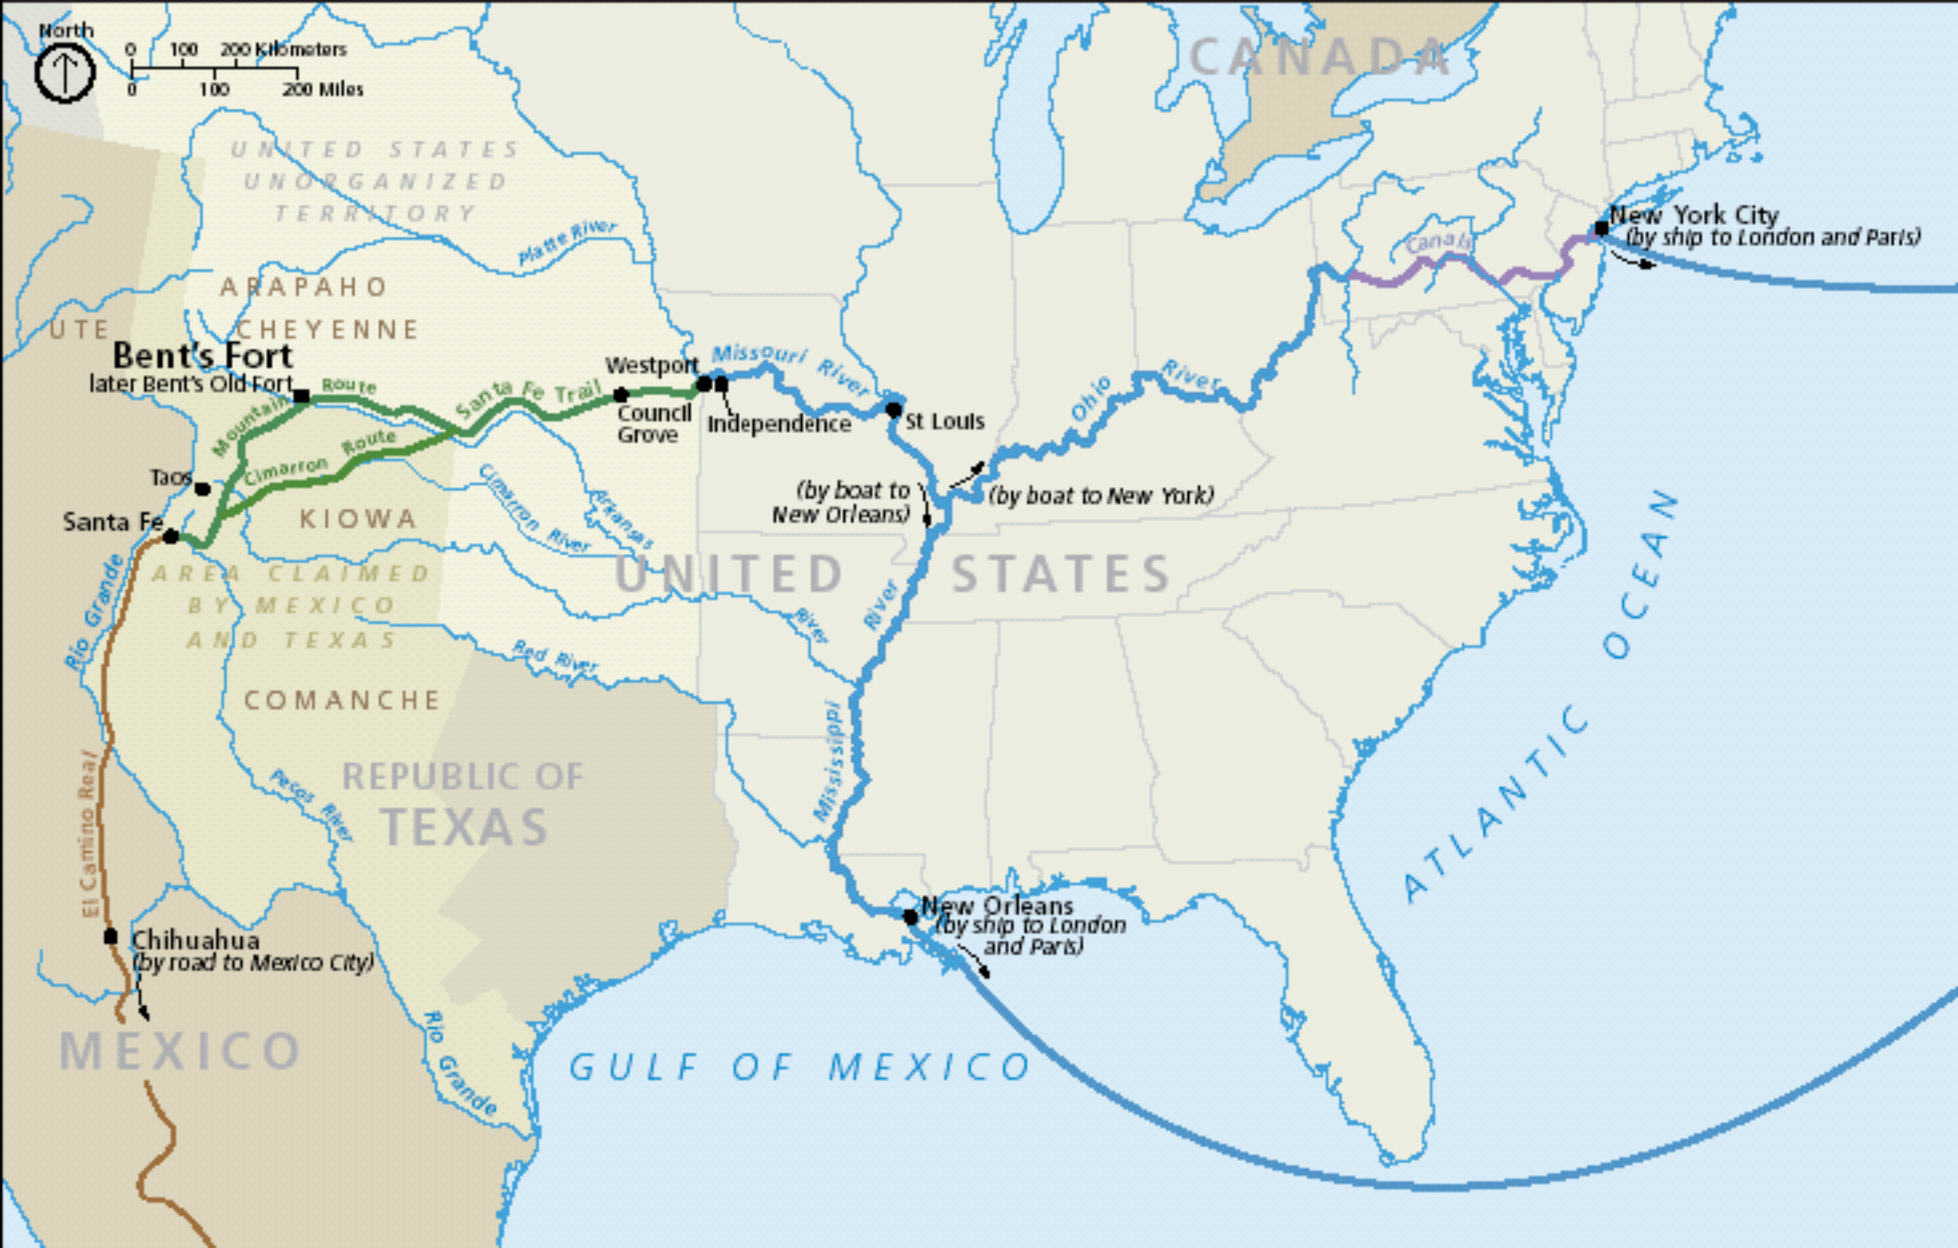 North
0 100 200 Kilometers
0 100 200 Miles
CANADA
UNITED STATES
UNORGANIZED
TERRITORY
Platte River
New York City
(by ship to London and Paris)
Canals
ARAPAHO
UTE
CHEYENNE
Bent's Fort
later Bent's Old Fort
Mountain Route
Santa Fe Trail
Westport
Council
Grove
Independence
Missouri River
St Louis
Ohio River
Cimarron Route
Taos
Santa Fe
KIOWA
Cimarron River
Arkansas River
(by boat to
New Orleans)
(by boat to New York)
UNITED STATES
AREA CLAIMED
BY MEXICO
AND TEXAS
Rio Grande
Red River
COMANCHE
REPUBLIC OF
TEXAS
Pecos River
El Camino Real
Mississippi River
ATLANTIC OCEAN
New Orleans
(by ship to London
and Paris)
Chihuahua
(by road to Mexico City)
MEXICO
Rio Grande
GULF OF MEXICO